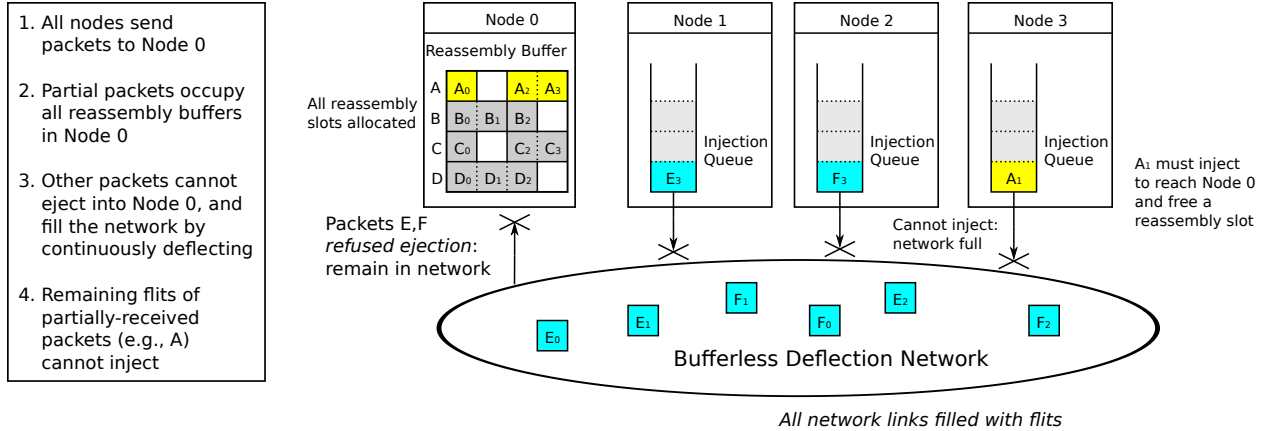 1. All nodes send
packets to Node 0
2. Partial packets occupy
all reassembly buffers
in Node 0
3. Other packets cannot
eject into Node 0, and
fill the network by
continuously deflecting
4. Remaining flits of
partially-received
packets (e.g., A)
cannot inject
Node 0
Reassembly Buffer
All reassembly
slots allocated
A A₀ A₂ A₃
B B₀ B₁ B₂
C C₀ C₂ C₃
D D₀ D₁ D₂
Node 1
Injection
Queue
E₃
Node 2
Injection
Queue
F₃
Node 3
Injection
Queue
A₁
A₁ must inject
to reach Node 0
and free a
reassembly slot
Packets E,F
refused ejection:
remain in network
Cannot inject:
network full
E₀
E₁
F₁
F₀
E₂
F₂
Bufferless Deflection Network
All network links filled with flits